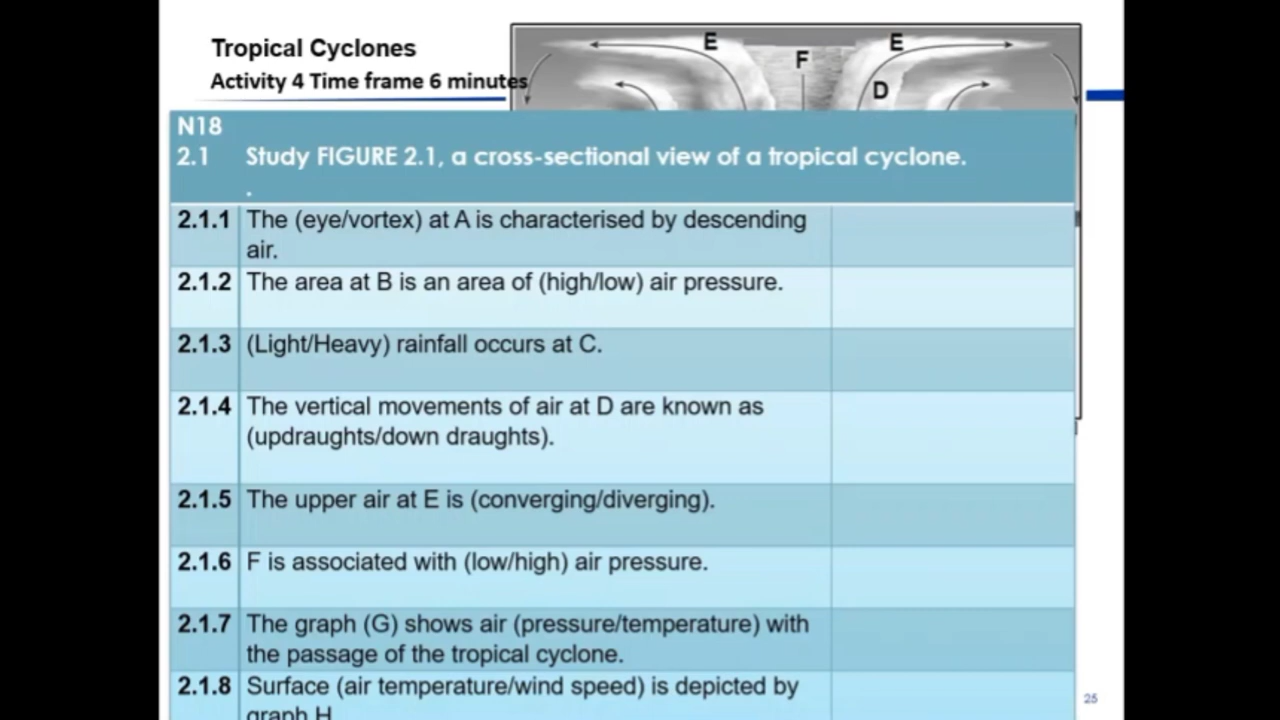 Tropical Cyclones
Activity 4 Time frame 6 minutes
E
E
F
D
N18
2.1 Study FIGURE 2.1, a cross-sectional view of a tropical cyclone.
.
2.1.1 The (eye/vortex) at A is characterised by descending
air.
2.1.2 The area at B is an area of (high/low) air pressure.
2.1.3 (Light/Heavy) rainfall occurs at C.
2.1.4 The vertical movements of air at D are known as
(updraughts/down draughts).
2.1.5 The upper air at E is (converging/diverging).
2.1.6 F is associated with (low/high) air pressure.
2.1.7 The graph (G) shows air (pressure/temperature) with
the passage of the tropical cyclone.
2.1.8 Surface (air temperature/wind speed) is depicted by
graph H
25